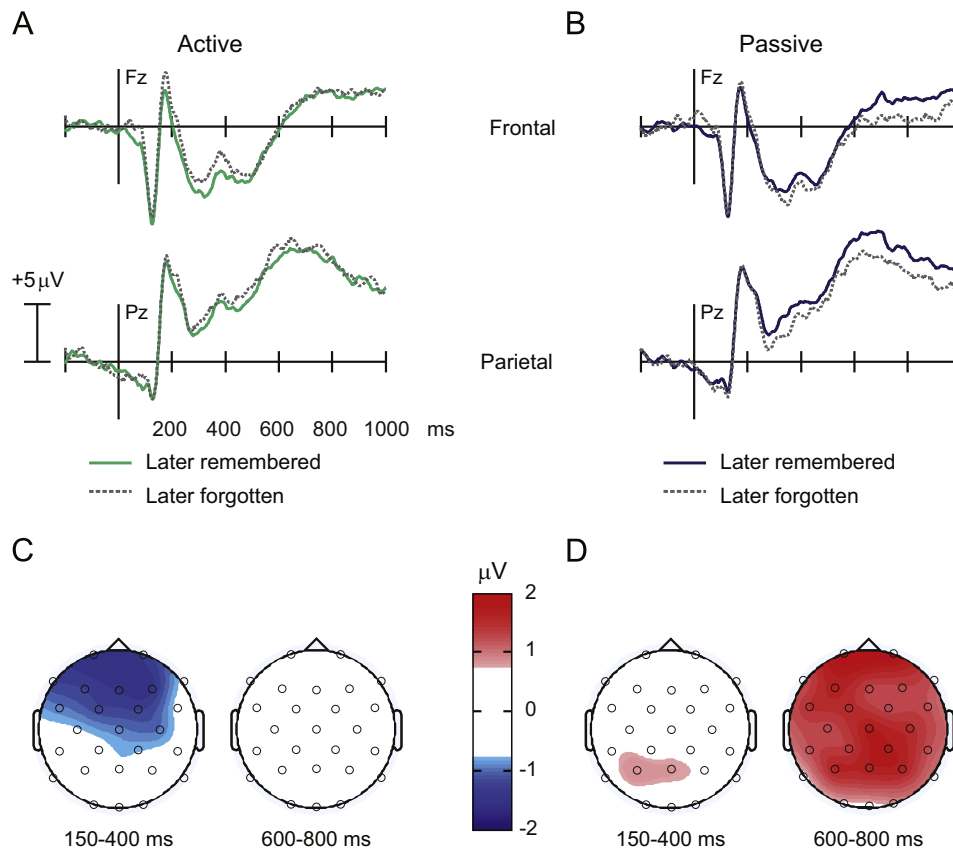 A
Active
Fz
B
Passive
Fz
Frontal
+5 μV
Pz
Parietal
Pz
200 400 600 800 1000 ms
Later remembered
Later forgotten
Later remembered
Later forgotten
C
μV
D
2
1
0
-1
-2
150-400 ms
600-800 ms
150-400 ms
600-800 ms